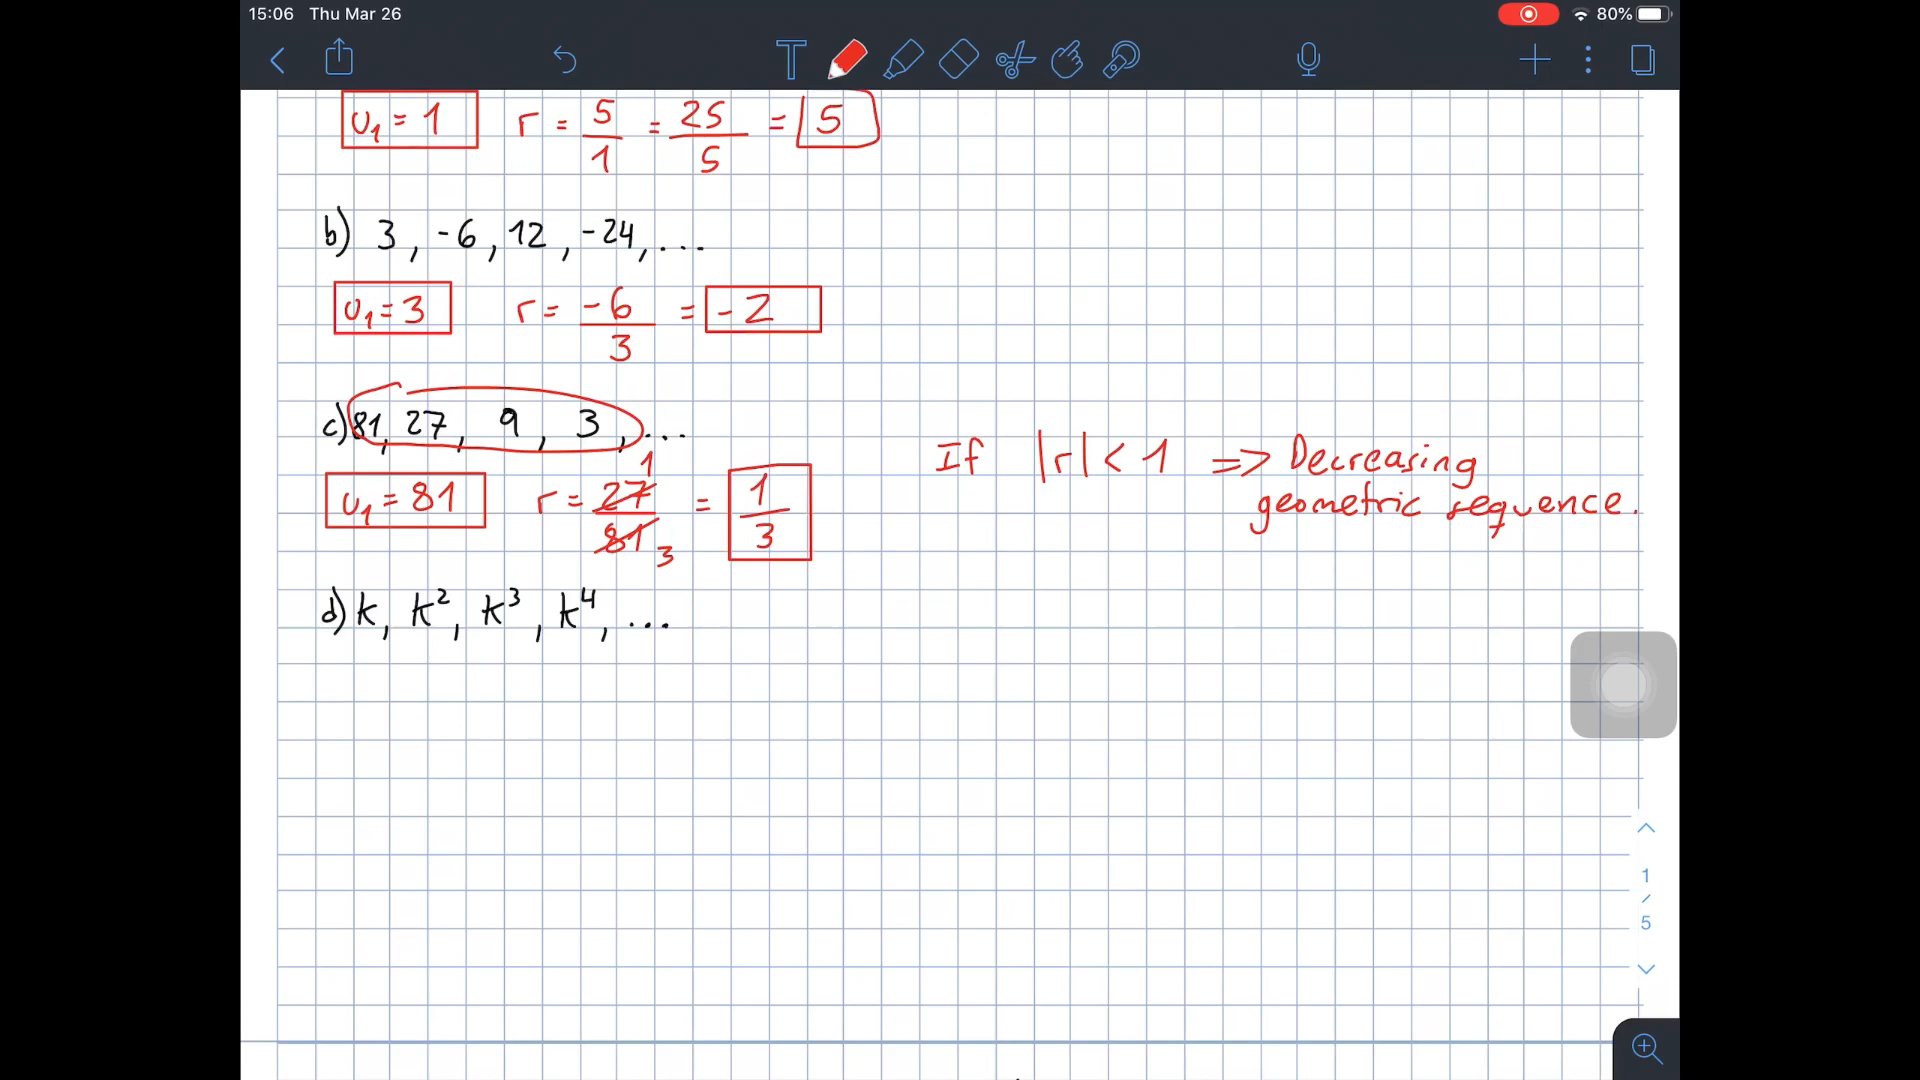 15:06 Thu Mar 26 80%
u₁ = 1 r = 5/1 = 25/5 = 5
b) 3, -6, 12, -24, ...
u₁ = 3 r = -6/3 = -2
c) 81, 27, 9, 3, ...
If |r| < 1 => Decreasing
geometric sequence.
1
u₁ = 81 r = 27/81 = 1/3
3
d) k, k², k³, k⁴, ...
1
/
5